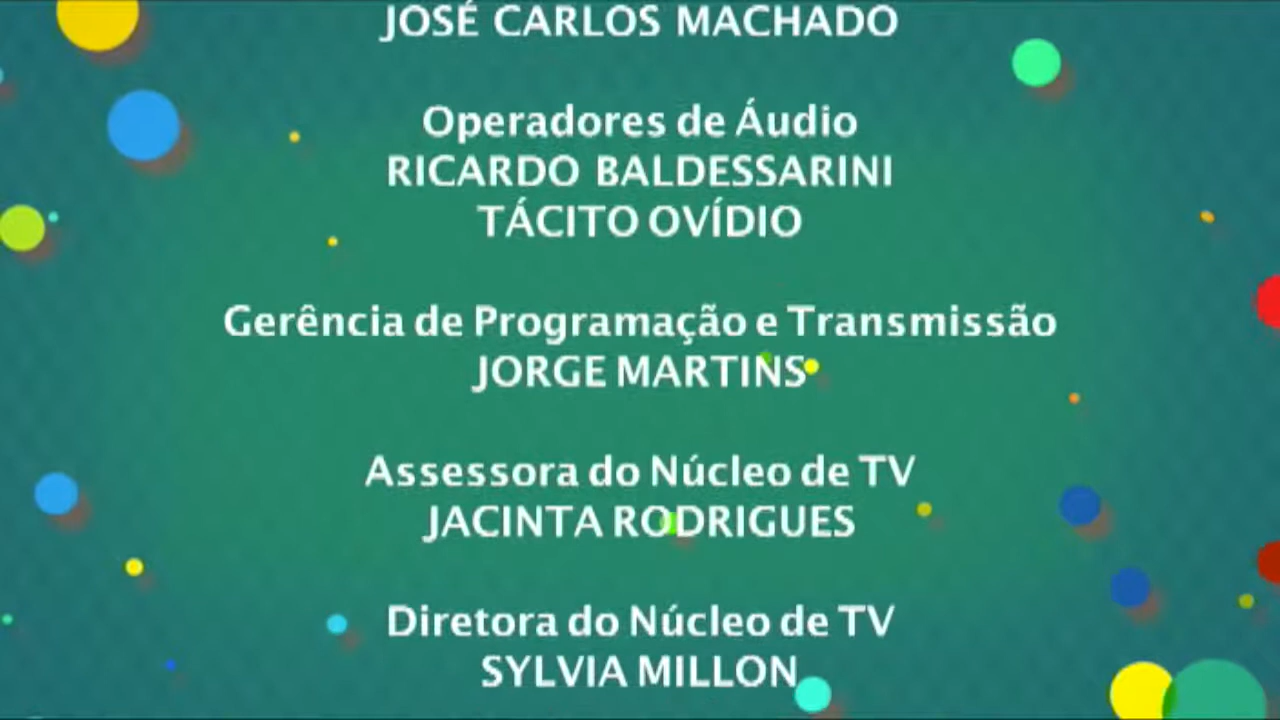 JOSÉ CARLOS MACHADO
Operadores de Áudio
RICARDO BALDESSARINI
TÁCITO OVÍDIO
Gerência de Programação e Transmissão
JORGE MARTINS
Assessora do Núcleo de TV
JACINTA RODRIGUES
Diretora do Núcleo de TV
SYLVIA MILLON